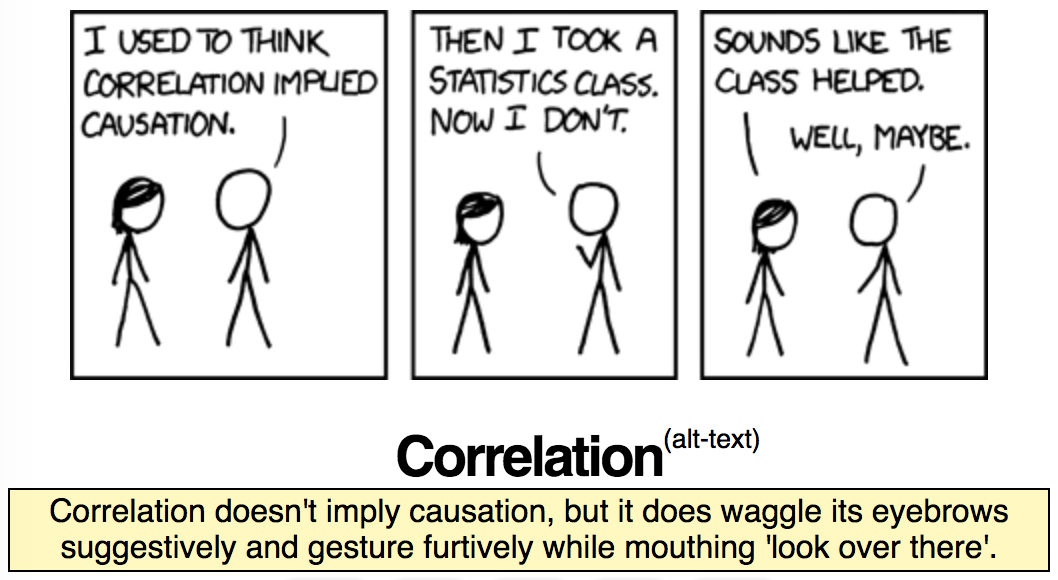 I USED TO THINK
CORRELATION IMPLIED
CAUSATION.
THEN I TOOK A
STATISTICS CLASS.
NOW I DON'T.
SOUNDS LIKE THE
CLASS HELPED.
WELL, MAYBE.
Correlation(alt-text)
Correlation doesn't imply causation, but it does waggle its eyebrows
suggestively and gesture furtively while mouthing 'look over there'.